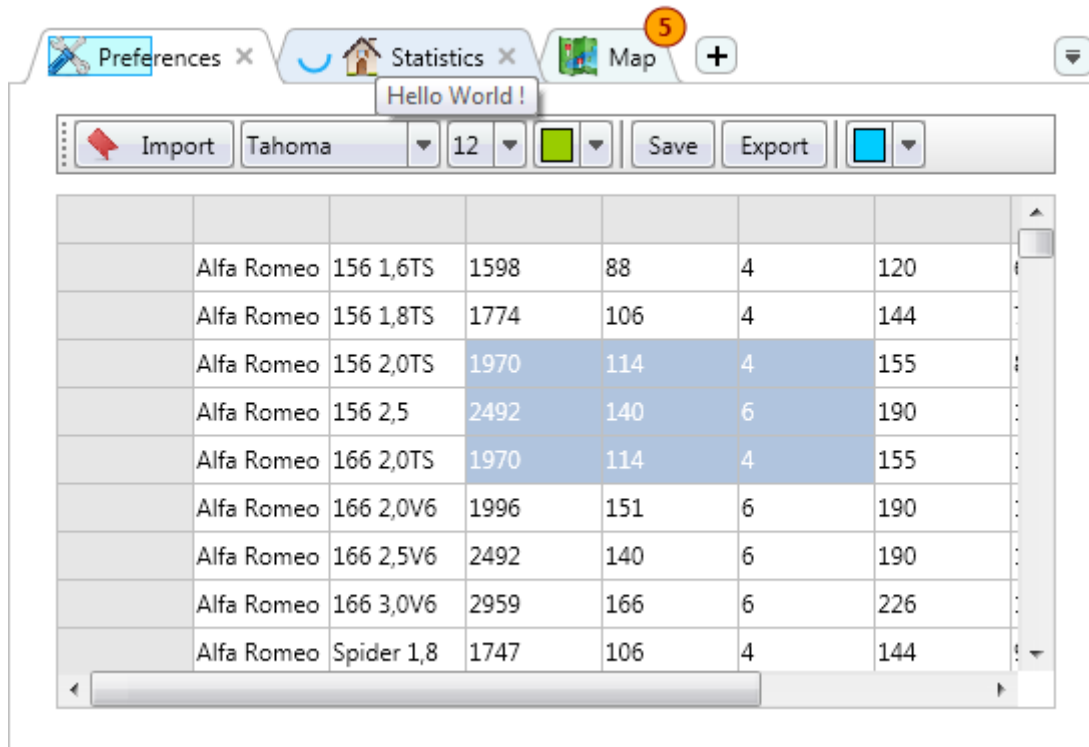 Preferences Statistics Map 5
Hello World !
Import Tahoma 12 Save Export
Alfa Romeo 156 1,6TS 1598 88 4 120
Alfa Romeo 156 1,8TS 1774 106 4 144
Alfa Romeo 156 2,0TS 1970 114 4 155
Alfa Romeo 156 2,5 2492 140 6 190
Alfa Romeo 166 2,0TS 1970 114 4 155
Alfa Romeo 166 2,0V6 1996 151 6 190
Alfa Romeo 166 2,5V6 2492 140 6 190
Alfa Romeo 166 3,0V6 2959 166 6 226
Alfa Romeo Spider 1,8 1747 106 4 144